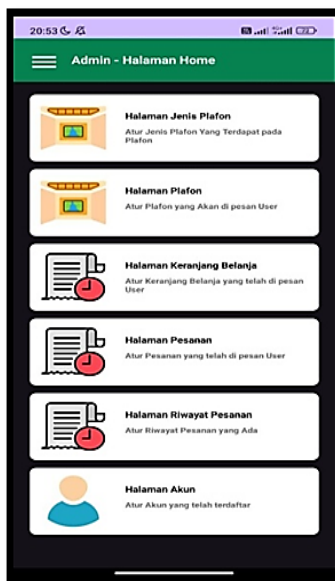 20:53
Admin - Halaman Home
Halaman Jenis Plafon
Atur Jenis Plafon Yang Terdapat pada
Plafon
Halaman Plafon
Atur Plafon yang Akan di pesan User
Halaman Keranjang Belanja
Atur Keranjang Belanja yang telah di pesan
User
Halaman Pesanan
Atur Pesanan yang telah di pesan User
Halaman Riwayat Pesanan
Atur Riwayat Pesanan yang Ada
Halaman Akun
Atur Akun yang telah terdaftar